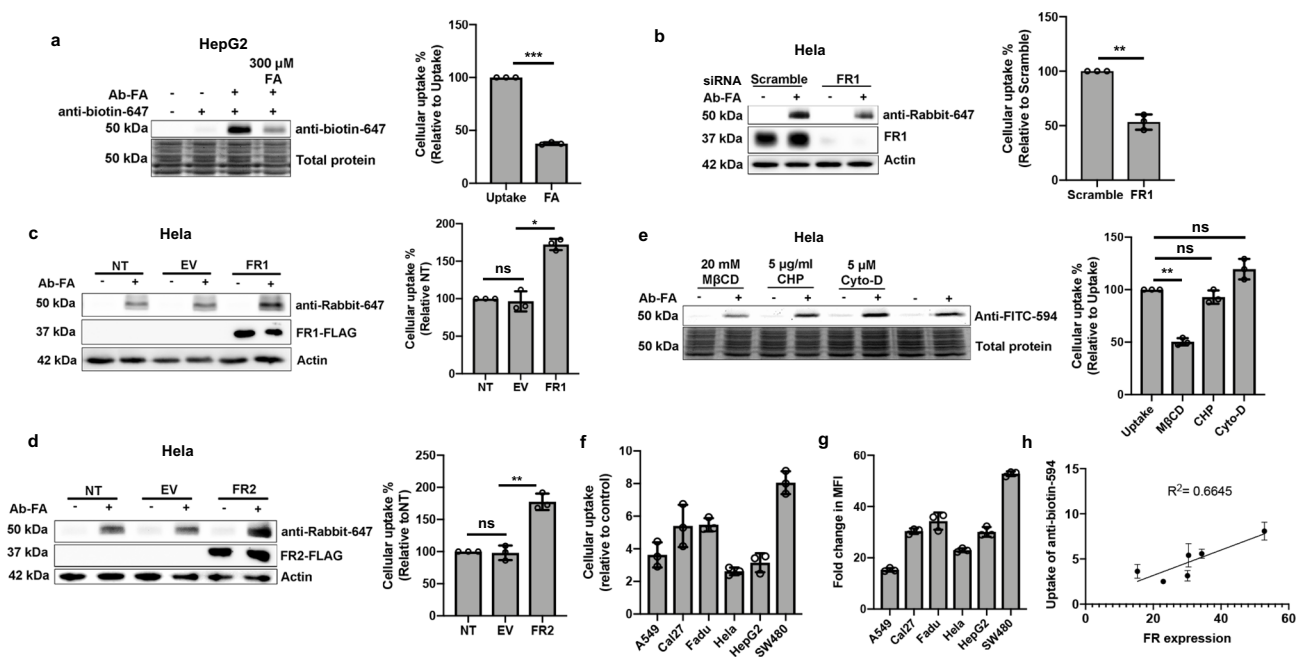 a
HepG2
300 µM
FA
Ab-FA - - + +
anti-biotin-647 - + + +
50 kDa anti-biotin-647
50 kDa Total protein
Cellular uptake %
(Relative to Uptake)
150
100
50
0
***
Uptake FA
b
Hela
siRNA Scramble FR1
Ab-FA - + - +
50 kDa anti-Rabbit-647
37 kDa FR1
42 kDa Actin
Cellular uptake %
(Relative to Scramble)
150
100
50
0
**
Scramble FR1
c
Hela
NT EV FR1
Ab-FA - + - + - +
50 kDa anti-Rabbit-647
37 kDa FR1-FLAG
42 kDa Actin
Cellular uptake %
(Relative NT)
200
150
100
50
0
ns
*
NT EV FR1
e
Hela
20 mM 5 µg/ml 5 µM
MβCD CHP Cyto-D
Ab-FA - + - + - + - +
50 kDa Anti-FITC-594
50 kDa Total protein
Cellular uptake %
(Relative to Uptake)
150
100
50
0
ns
ns
**
Uptake MβCD CHP Cyto-D
d
Hela
NT EV FR2
Ab-FA - + - + - +
50 kDa anti-Rabbit-647
37 kDa FR2-FLAG
42 kDa Actin
Cellular uptake %
(Relative toNT)
200
150
100
50
0
ns
**
NT EV FR2
f
Cellular uptake
(relative to control)
10
8
6
4
2
0
A549 Cal27 Fadu Hela HepG2 SW480
g
Fold change in MFI
60
40
20
0
A549 Cal27 Fadu Hela HepG2 SW480
h
Uptake of anti-biotin-594
15
10
5
0
R²= 0.6645
0 20 40 60
FR expression